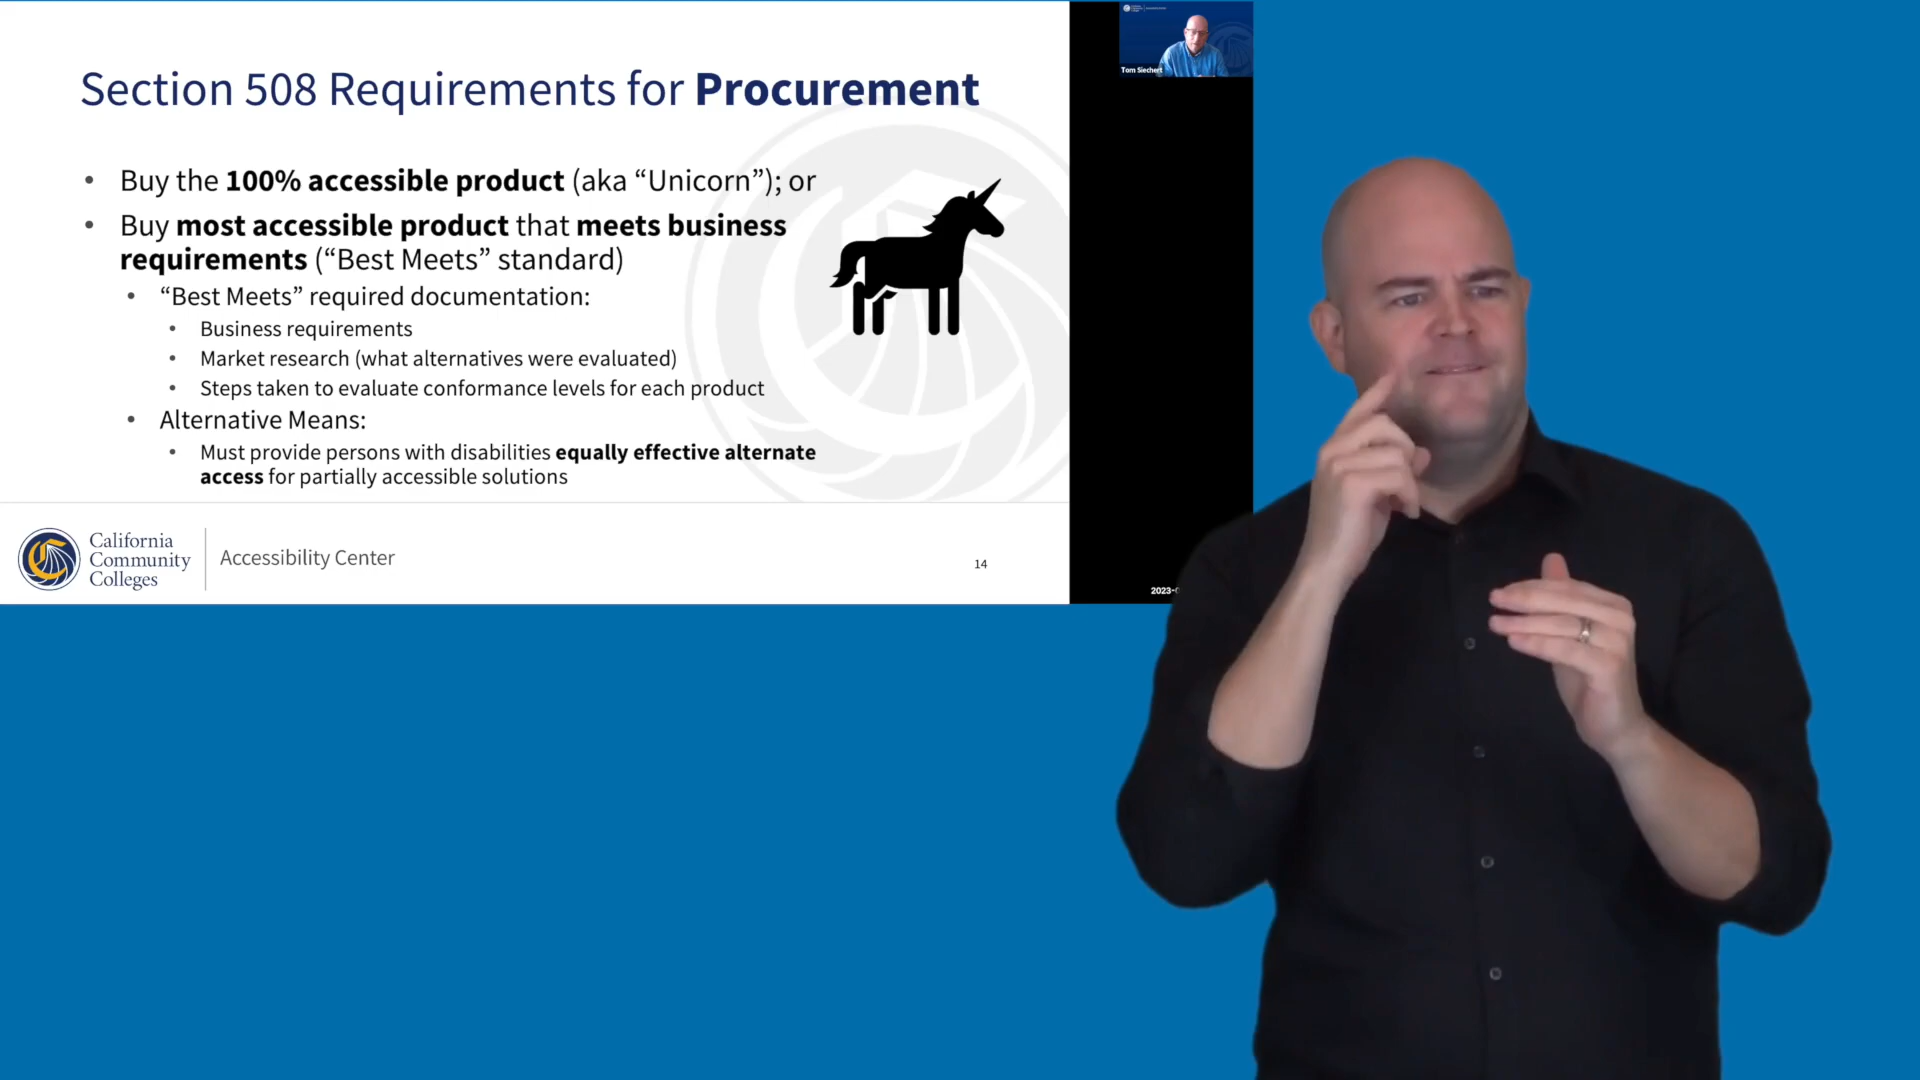 Section 508 Requirements for Procurement
• Buy the 100% accessible product (aka “Unicorn”); or
• Buy most accessible product that meets business
requirements (“Best Meets” standard)
• “Best Meets” required documentation:
• Business requirements
• Market research (what alternatives were evaluated)
• Steps taken to evaluate conformance levels for each product
• Alternative Means:
• Must provide persons with disabilities equally effective alternate
access for partially accessible solutions
California
Community
Colleges
Accessibility Center
14
Tom Siechert
2023-